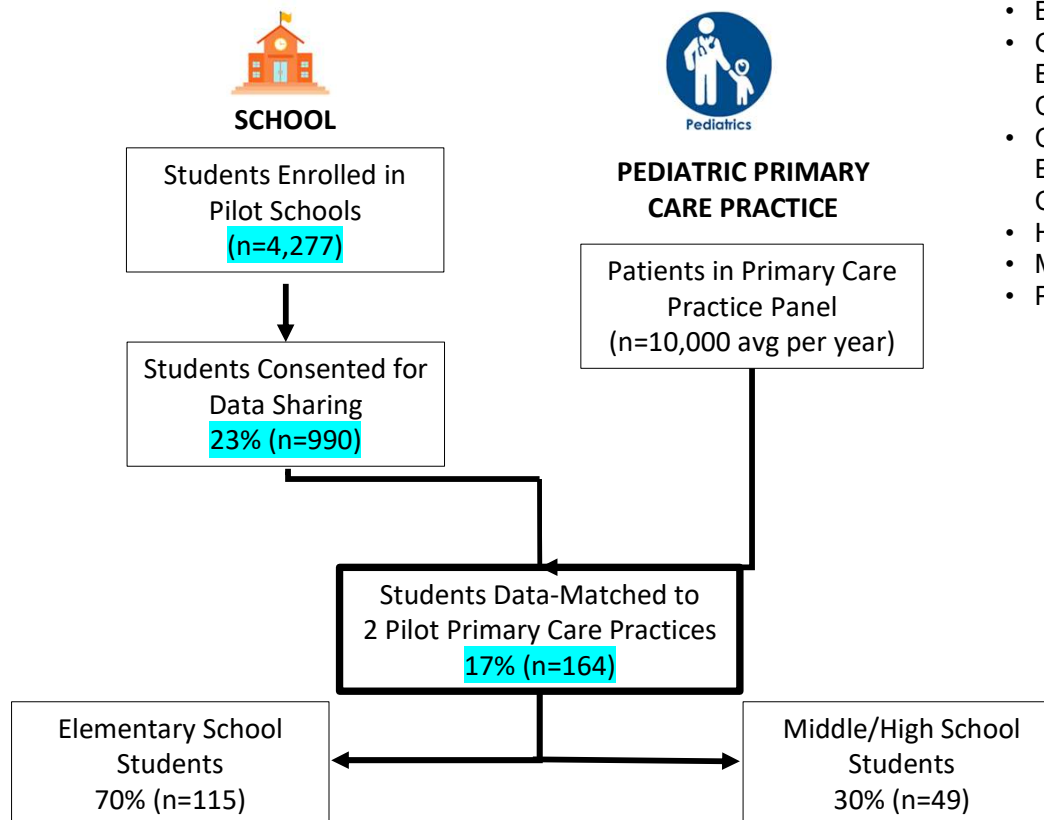 SCHOOL
Students Enrolled in
Pilot Schools
(n=4,277)
Students Consented for
Data Sharing
23% (n=990)
Pediatrics
PEDIATRIC PRIMARY
CARE PRACTICE
Patients in Primary Care
Practice Panel
(n=10,000 avg per year)
Students Data-Matched to
2 Pilot Primary Care Practices
17% (n=164)
Elementary School
Students
70% (n=115)
Middle/High School
Students
30% (n=49)